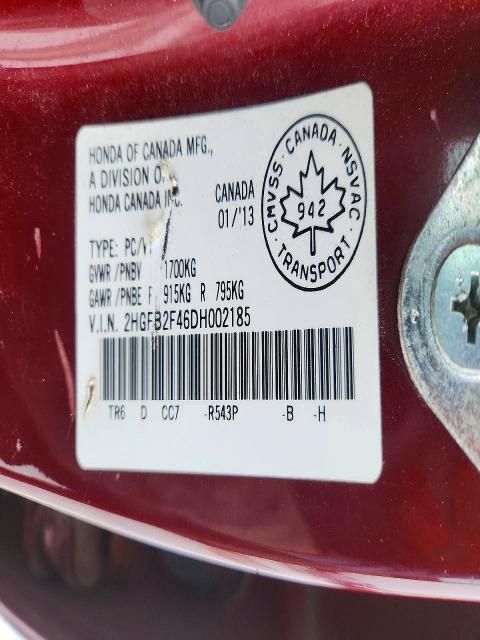 HONDA OF CANADA MFG.,
A DIVISION OF
HONDA CANADA INC.
CANADA
01/'13
CMVSS · CANADA · NSVAC ·
942
TRANSPORT
TYPE: PC/VP
GVWR /PNBV 1700KG
GAWR /PNBE F 915KG R 795KG
V.I.N. 2HGFB2F46DH002185
TR6 D CC7 -R543P -B -H